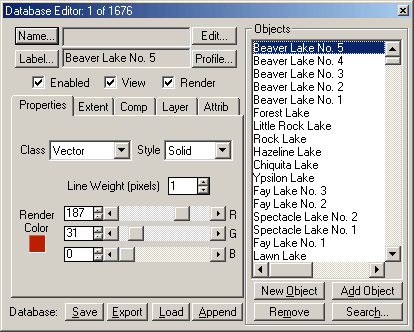 Database Editor: 1 of 1676
Name...
Edit...
Label...
Beaver Lake No. 5
Profile...
Enabled
View
Render
Properties
Extent
Comp
Layer
Attrib
Class
Vector
Style
Solid
Line Weight (pixels)
1
Render
Color
187
R
31
G
0
B
Database:
Save
Export
Load
Append
Objects
Beaver Lake No. 5
Beaver Lake No. 4
Beaver Lake No. 3
Beaver Lake No. 2
Beaver Lake No. 1
Forest Lake
Little Rock Lake
Rock Lake
Hazeline Lake
Chiquita Lake
Ypsilon Lake
Fay Lake No. 3
Fay Lake No. 2
Spectacle Lake No. 2
Spectacle Lake No. 1
Fay Lake No. 1
Lawn Lake
New Object
Add Object
Remove
Search...